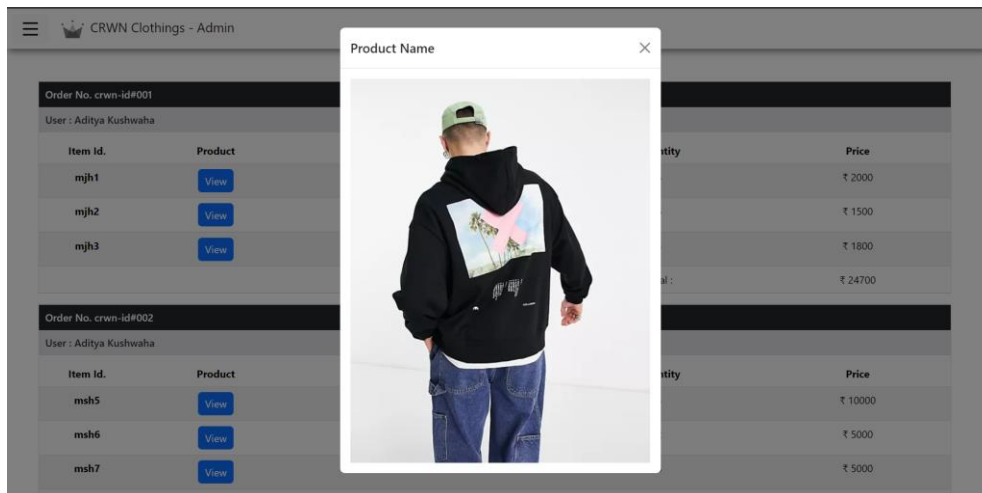 CRWN Clothings - Admin
Product Name
Order No. crwn-id#001
User : Aditya Kushwaha
Item Id. Product ntity Price
mjh1 View ₹ 2000
mjh2 View ₹ 1500
mjh3 View ₹ 1800
al : ₹ 24700
Order No. crwn-id#002
User : Aditya Kushwaha
Item Id. Product ntity Price
msh5 View ₹ 10000
msh6 View ₹ 5000
msh7 View ₹ 5000